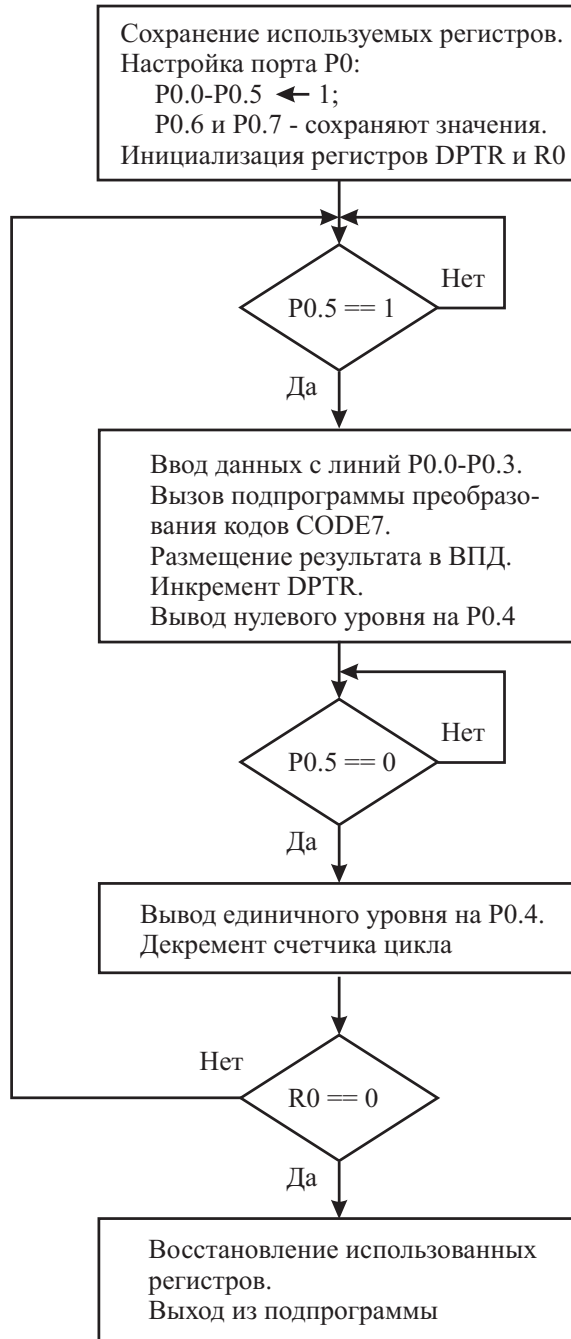 Сохранение используемых регистров.
Настройка порта P0:
P0.0-P0.5 ← 1;
P0.6 и P0.7 - сохраняют значения.
Инициализация регистров DPTR и R0
P0.5 == 1
Нет
Да
Ввод данных с линий P0.0-P0.3.
Вызов подпрограммы преобразо-
вания кодов CODE7.
Размещение результата в ВПД.
Инкремент DPTR.
Вывод нулевого уровня на P0.4
P0.5 == 0
Нет
Да
Вывод единичного уровня на P0.4.
Декремент счетчика цикла
Нет
R0 == 0
Да
Восстановление использованных
регистров.
Выход из подпрограммы